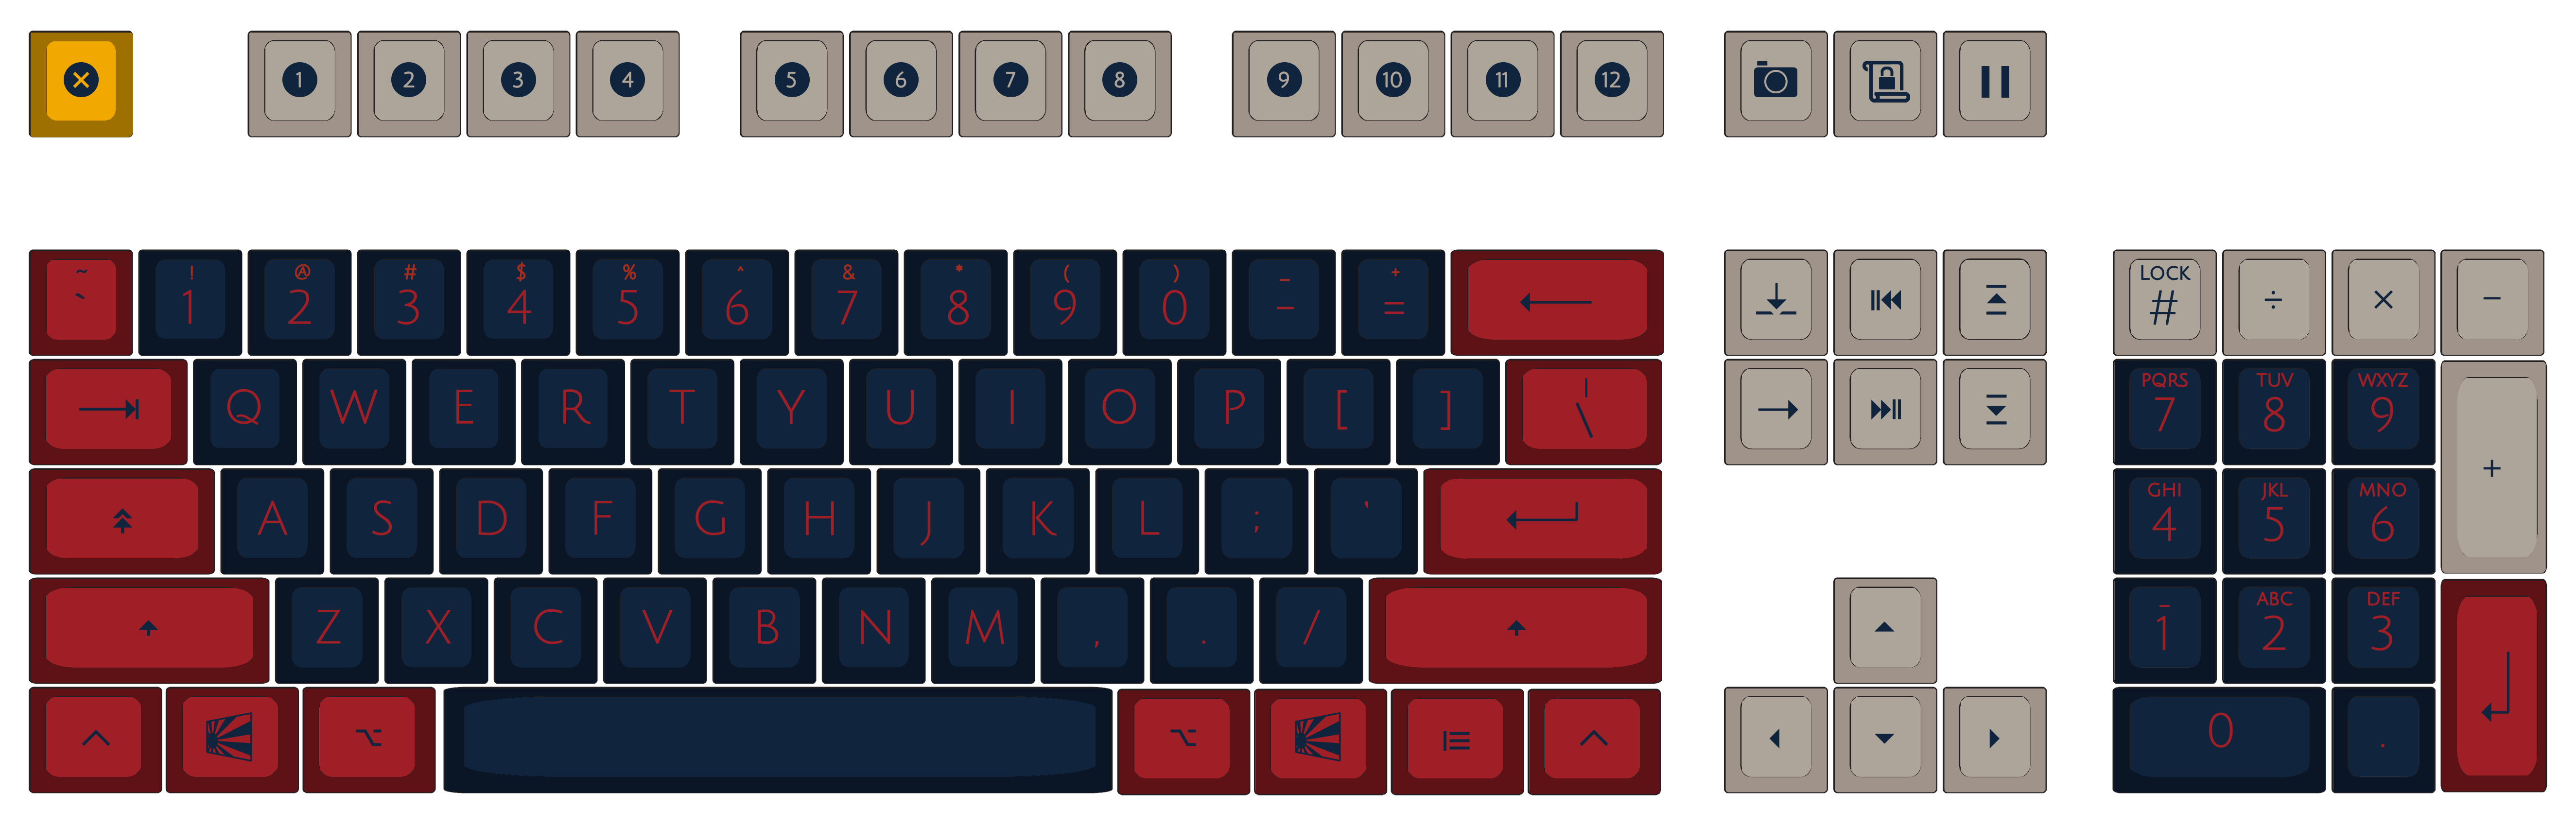 1 2 3 4 5 6 7 8 9 10 11 12
~ ! @ # $ % ^ & * ( ) _ + LOCK
` 1 2 3 4 5 6 7 8 9 0 - = # ÷ × −
Q W E R T Y U I O P [ ] | \ PQRS TUV WXYZ
7 8 9 +
A S D F G H J K L ; ' GHI JKL MNO
4 5 6
Z X C V B N M , . / _ ABC DEF
1 2 3
0 .